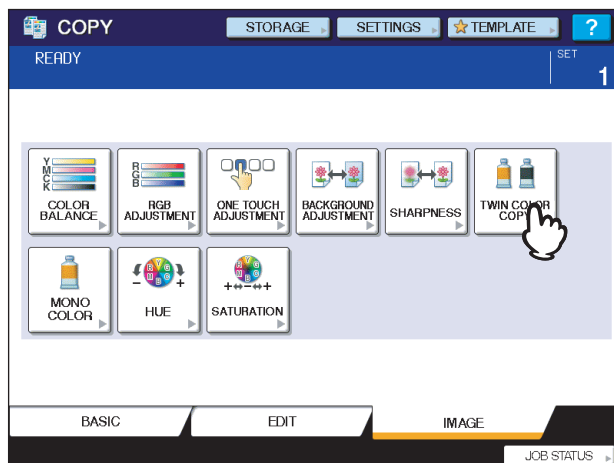 COPY
STORAGE
SETTINGS
TEMPLATE
?
READY
SET
1
Y
M
C
K
COLOR
BALANCE
R
G
B
RGB
ADJUSTMENT
ONE TOUCH
ADJUSTMENT
BACKGROUND
ADJUSTMENT
SHARPNESS
TWIN COLOR
COPY
MONO
COLOR
- +
HUE
+↔-↔+
SATURATION
BASIC
EDIT
IMAGE
JOB STATUS